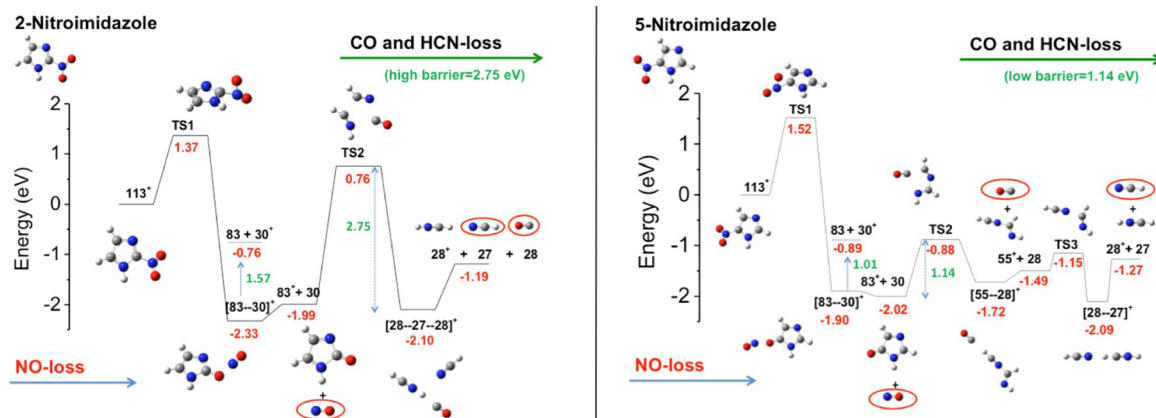 2-Nitroimidazole
CO and HCN-loss
(high barrier=2.75 eV)
Energy (eV)
2
1
0
-1
-2
113⁺
TS1
1.37
83 + 30⁺
-0.76
1.57
[83--30]⁺
-2.33
83⁺+ 30
-1.99
+
TS2
0.76
2.75
[28--27--28]⁺
-2.10
28⁺ + 27 + 28
-1.19
NO-loss
5-Nitroimidazole
CO and HCN-loss
(low barrier=1.14 eV)
Energy (eV)
2
1
0
-1
-2
113⁺
TS1
1.52
83 + 30⁺
-0.89
1.01
[83--30]⁺
-1.90
83⁺+ 30
-2.02
+
TS2
-0.88
1.14
[55--28]⁺
-1.72
+
55⁺+ 28
-1.49
TS3
-1.15
[28--27]⁺
-2.09
+
28⁺+ 27
-1.27
NO-loss